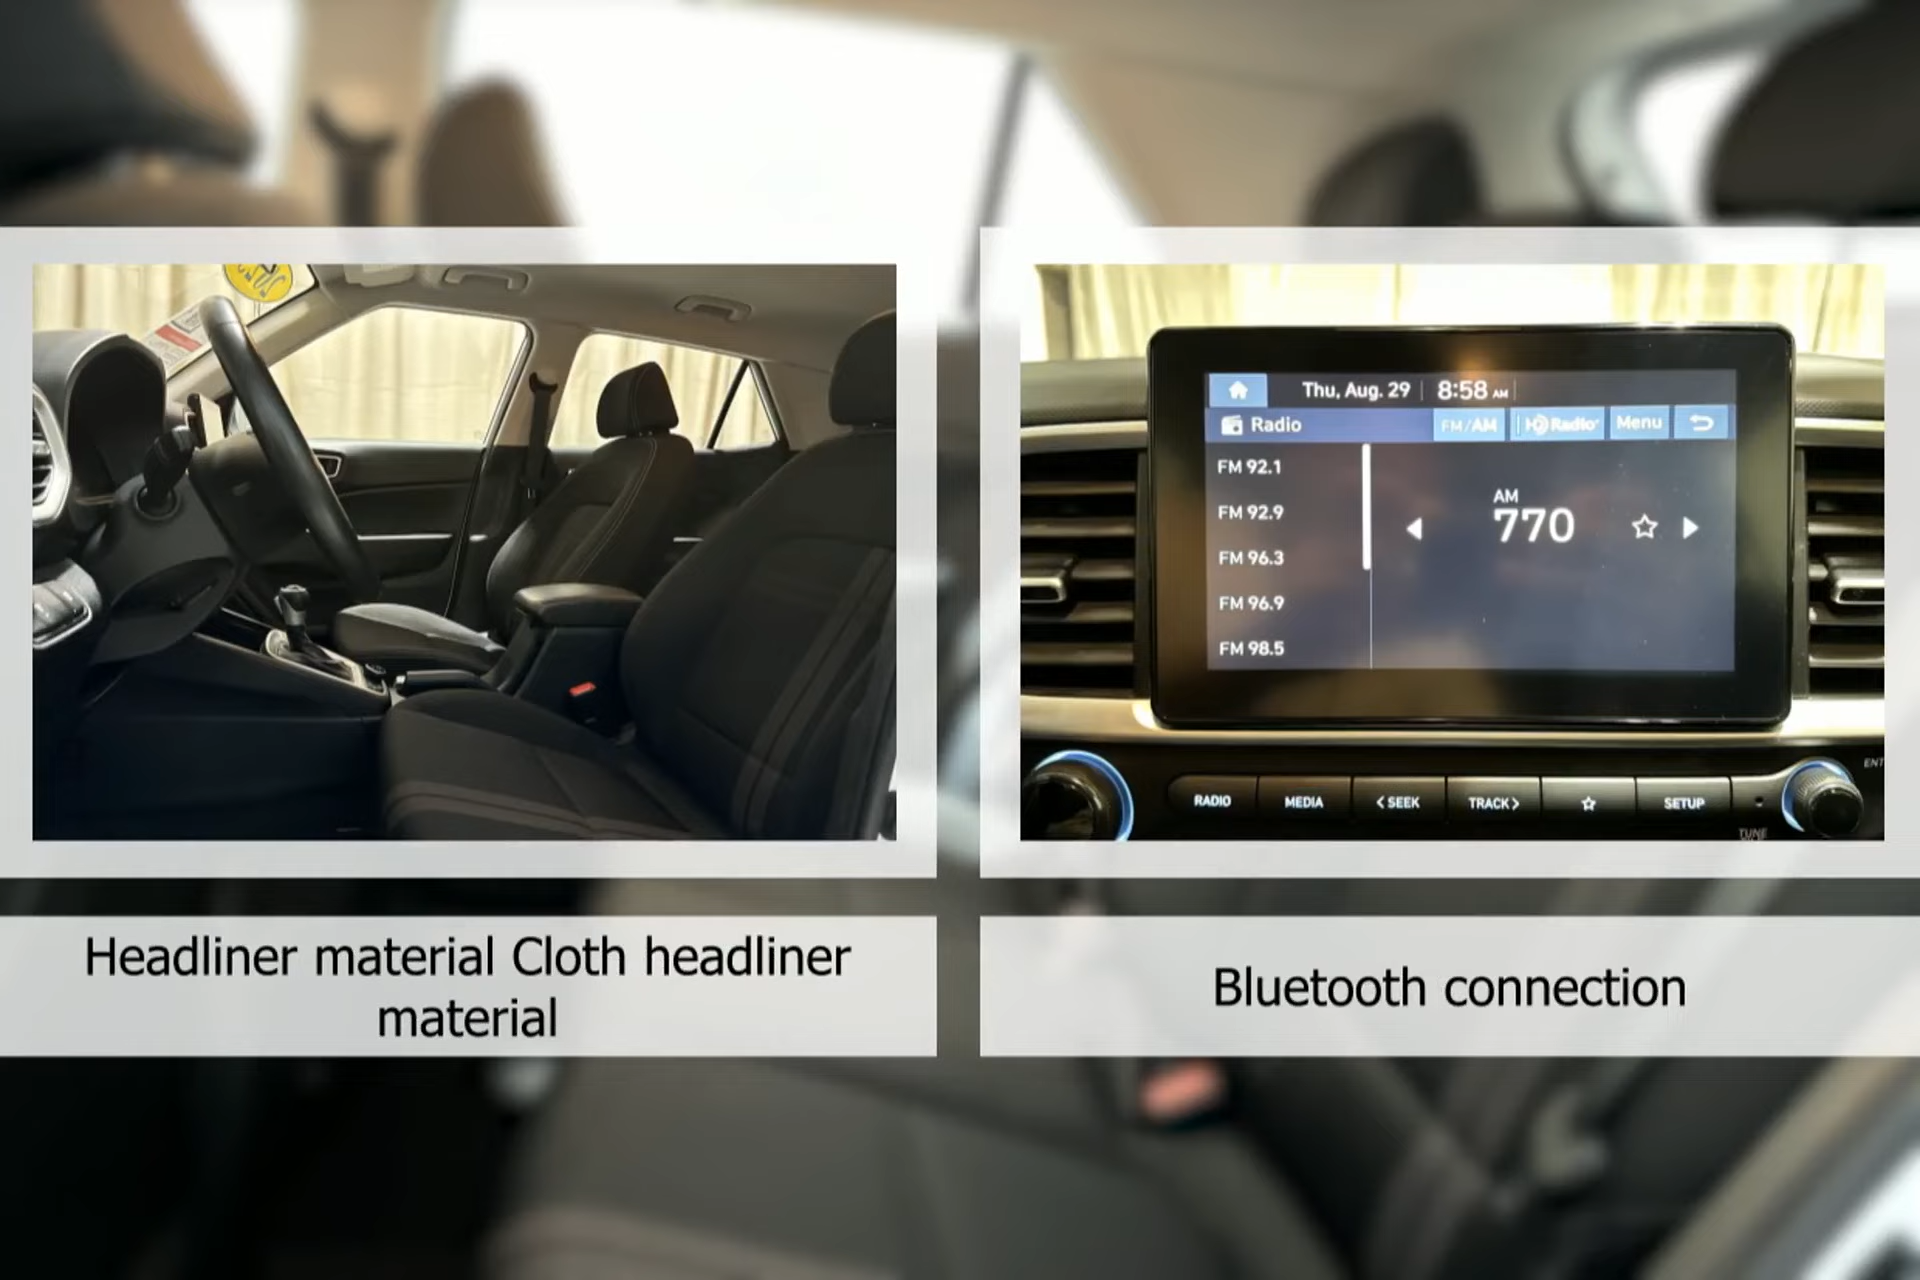 Thu, Aug. 29 8:58 AM
Radio FM/AM HD Radio Menu
FM 92.1
FM 92.9
FM 96.3
FM 96.9
FM 98.5
AM
770
RADIO MEDIA < SEEK TRACK > SETUP
ENT
TUNE
Headliner material Cloth headliner
material
Bluetooth connection